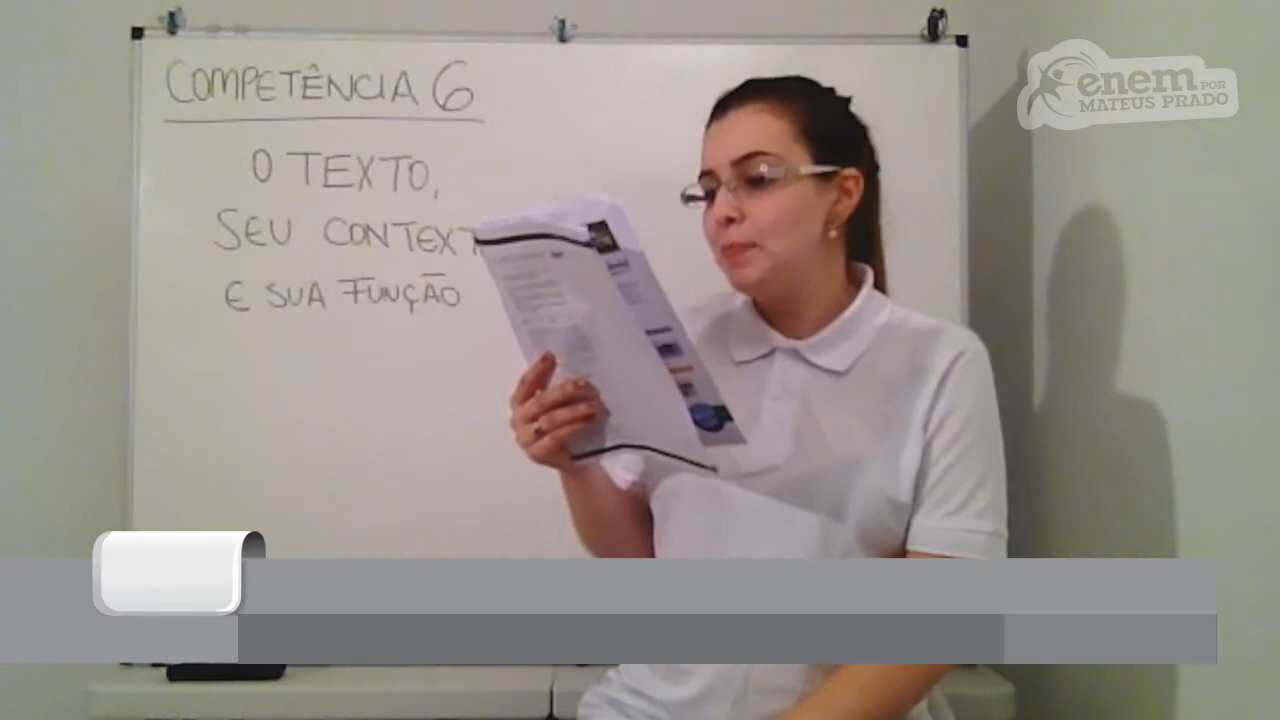 COMPETÊNCIA 6
O TEXTO,
SEU CONTEXT
E SUA FUNÇÃO
enem POR
MATEUS PRADO